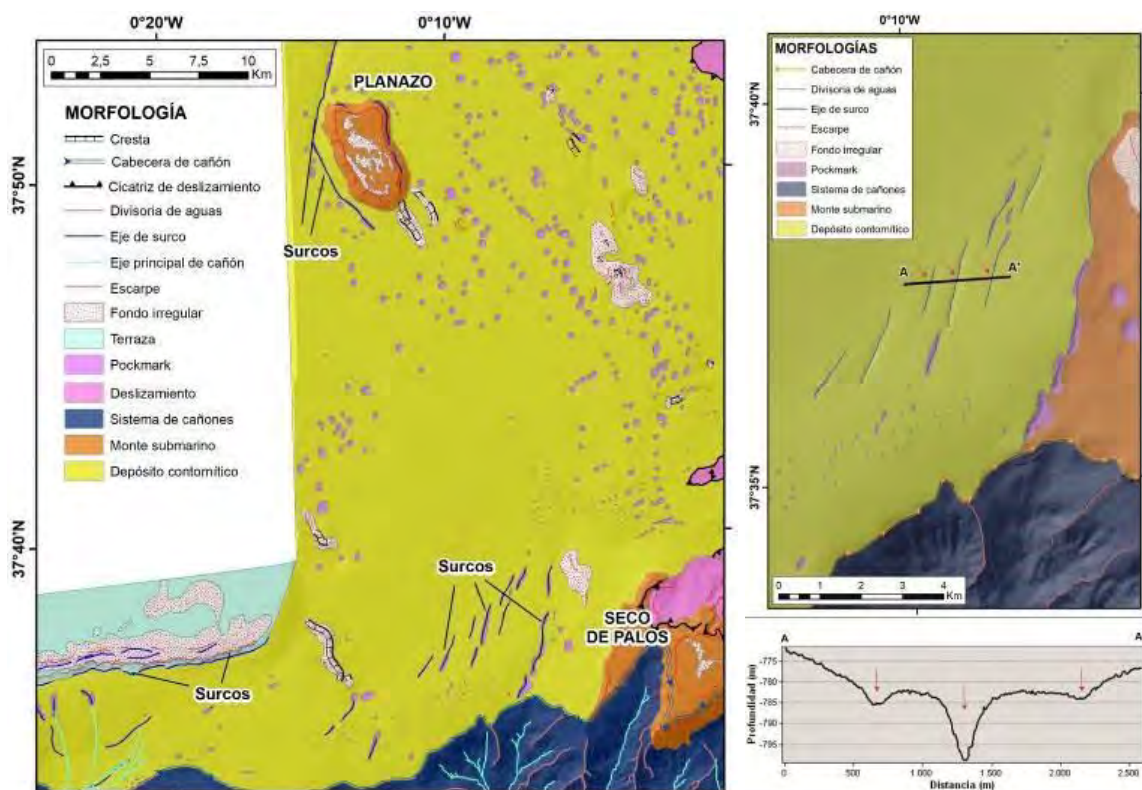 0°20'W
0°10'W
0 2,5 5 7,5 10
Km
MORFOLOGÍA
Cresta
Cabecera de cañón
Cicatriz de deslizamiento
Divisoria de aguas
Eje de surco
Eje principal de cañón
Escarpe
Fondo irregular
Terraza
Pockmark
Deslizamiento
Sistema de cañones
Monte submarino
Depósito contornítico
PLANAZO
Surcos
Surcos
SECO
DE PALOS
Surcos
37°50'N
37°40'N
0°10'W
MORFOLOGÍAS
Cabecera de cañón
Divisoria de aguas
Eje de surco
Escarpe
Fondo irregular
Pockmark
Sistema de cañones
Monte submarino
Depósito contornítico
A
A'
37°40'N
37°35'N
0 1 2 3 4
Km
A
A
Profundidad (m)
-775
-780
-785
-790
-795
0 500 1.000 1.500 2.000 2.500
Distancia (m)